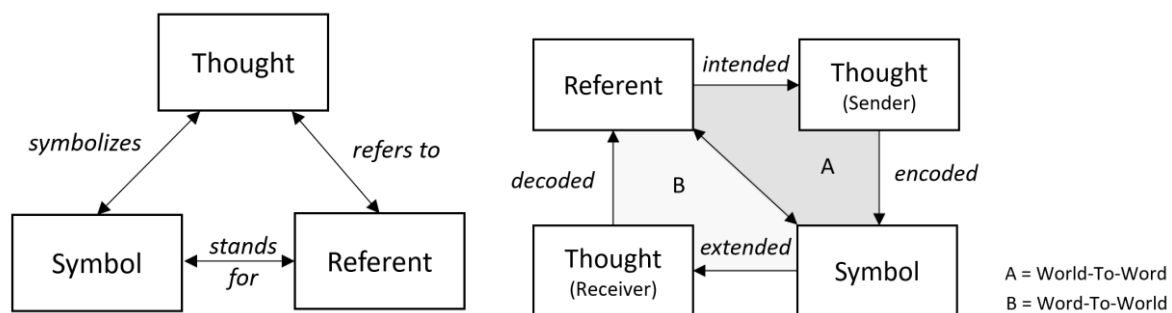 Thought
symbolizes
refers to
Symbol
stands
for
Referent
Referent
intended
Thought
(Sender)
decoded
B
A
encoded
Thought
(Receiver)
extended
Symbol
A = World-To-Word
B = Word-To-World